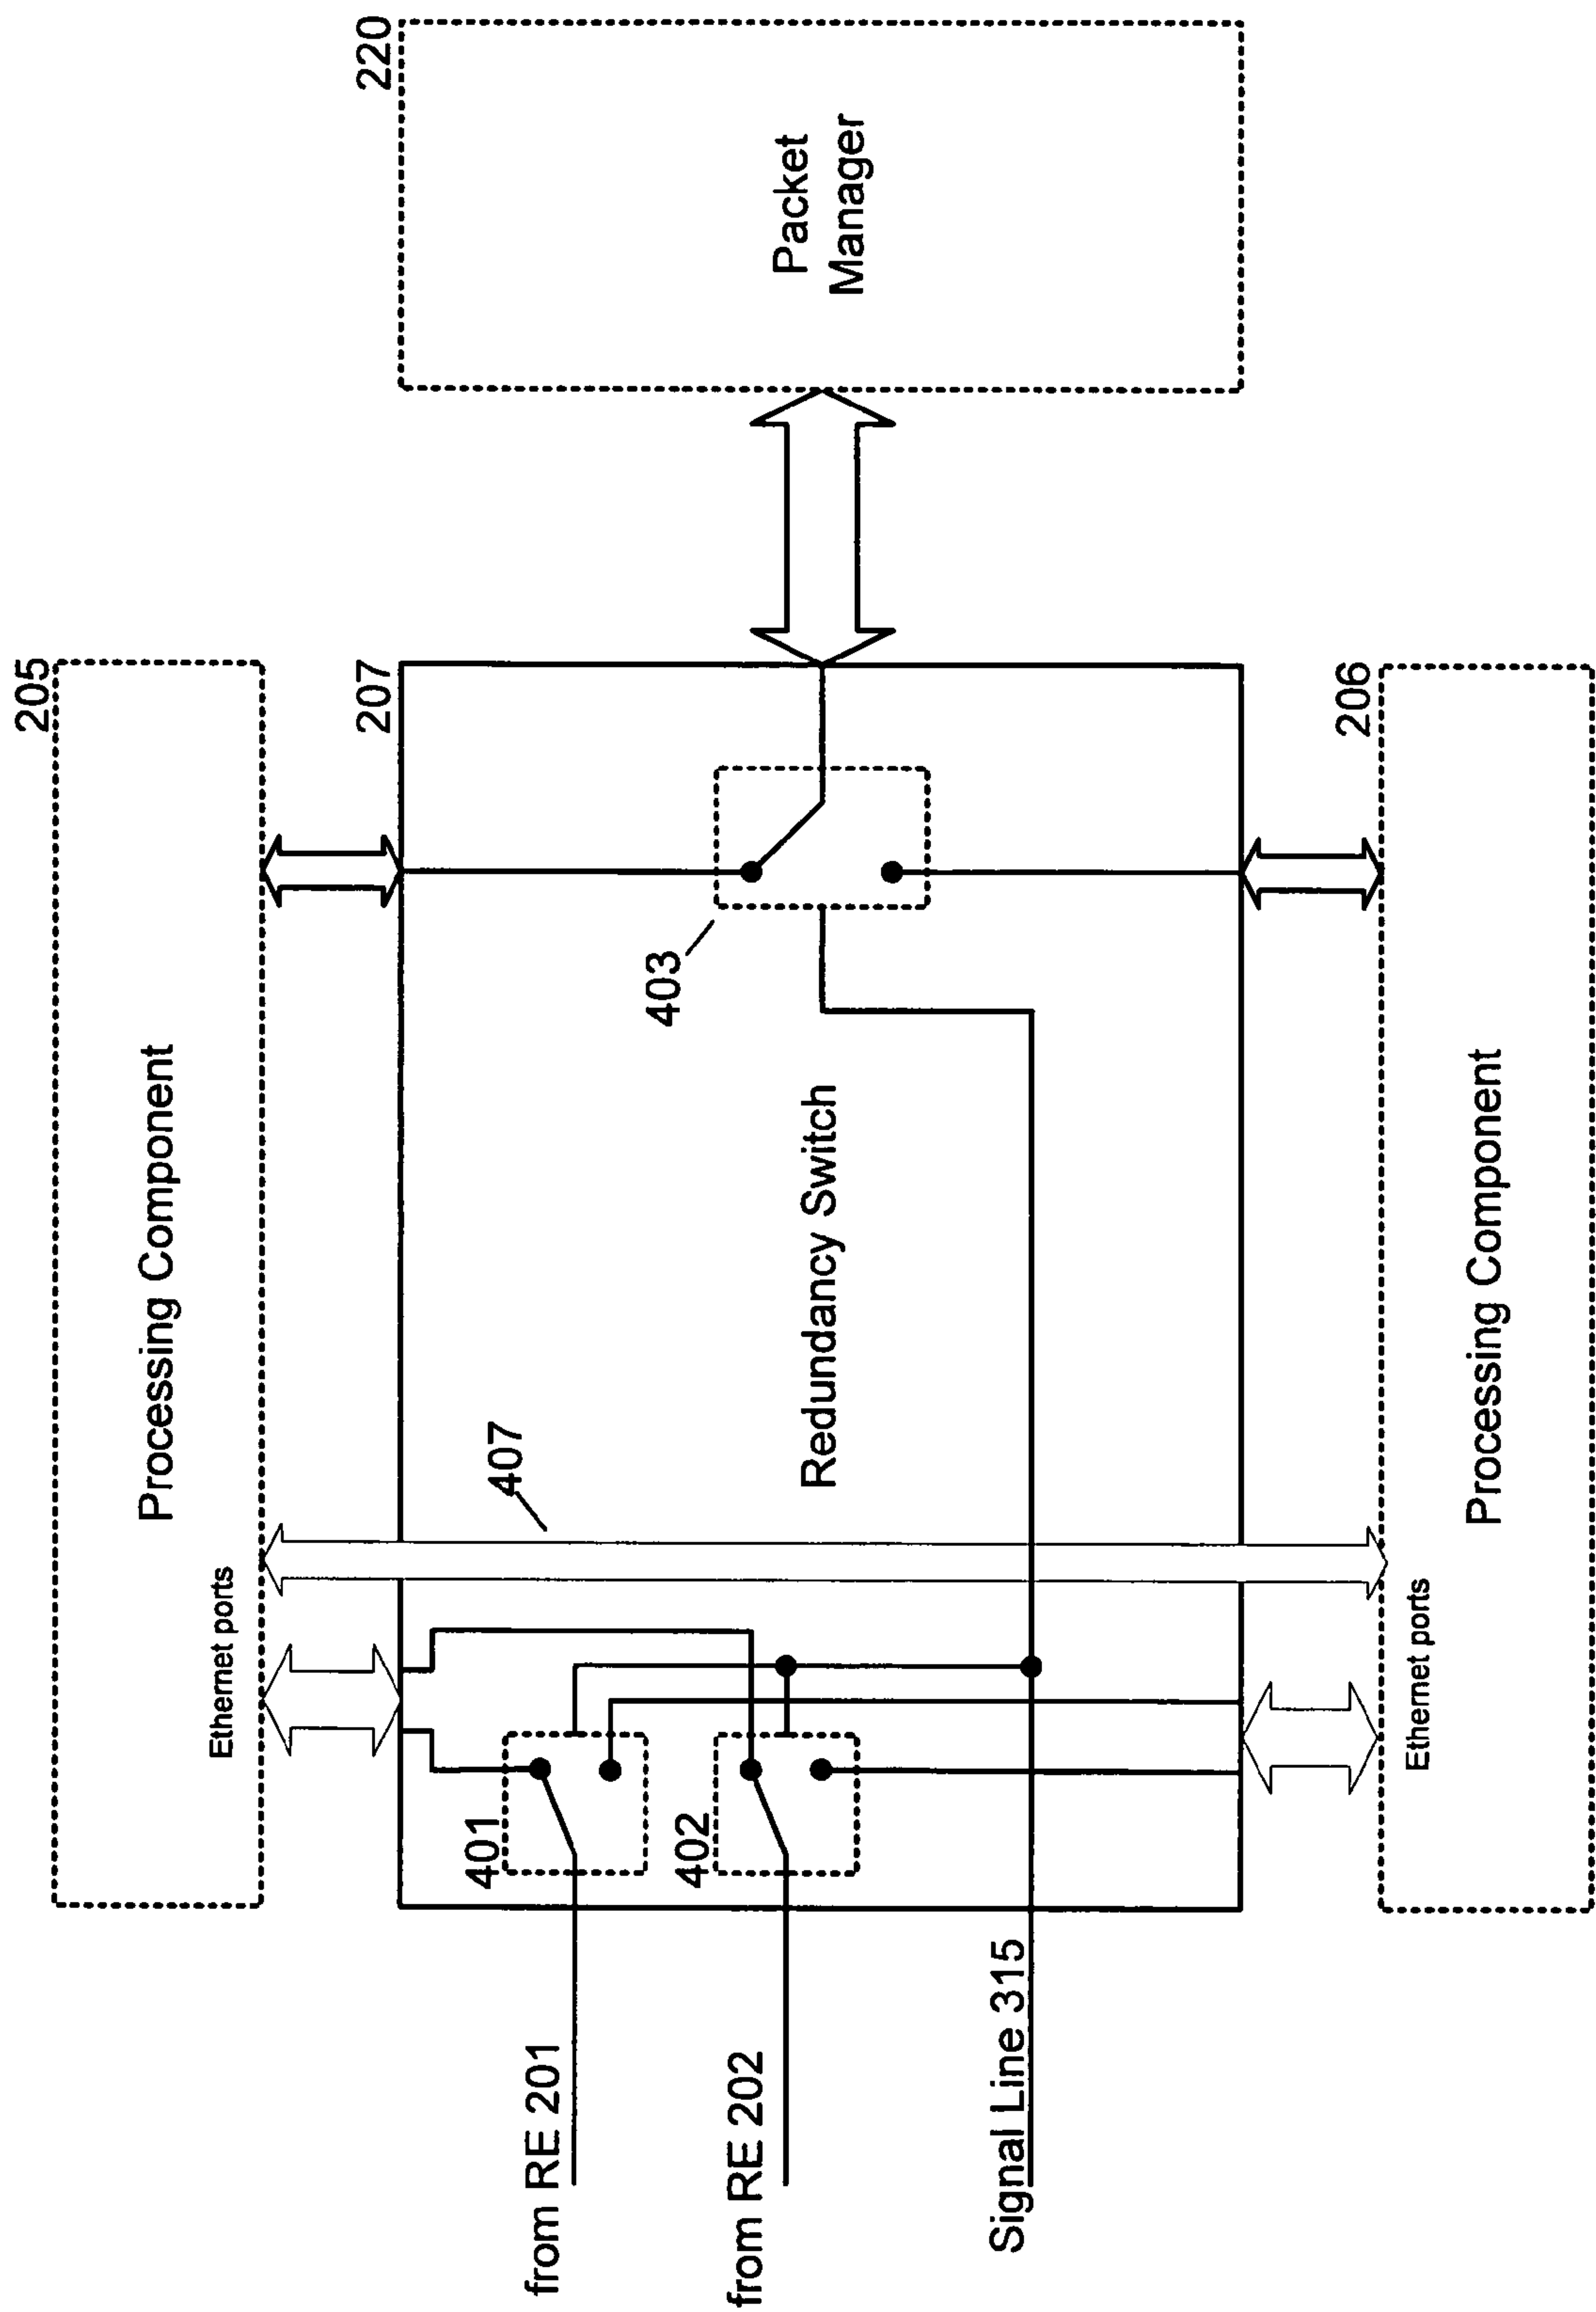 205
Processing Component
Ethernet ports
207
220
401
407
from RE 201
402
403
from RE 202
Redundancy Switch
Packet
Manager
Signal Line 315
206
Ethernet ports
Processing Component